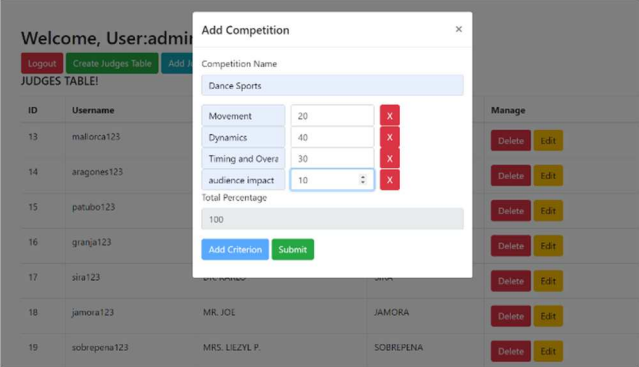 Welcome, User:admin
Add Competition ×
Logout Create Judges Table Add
JUDGES TABLE!
Competition Name
Dance Sports
ID Username Manage
Movement 20 X
Dynamics 40 X
Timing and Overa 30 X
audience impact 10 X
Total Percentage
100
Add Criterion Submit
13 mallorca123 Delete Edit
14 aragones123 Delete Edit
15 patubo123 Delete Edit
16 granja123 Delete Edit
17 sira123 SIRA Delete Edit
18 jamora123 MR. JOE JAMORA Delete Edit
19 sobrepena123 MRS. LIEZYL P. SOBREPENA Delete Edit